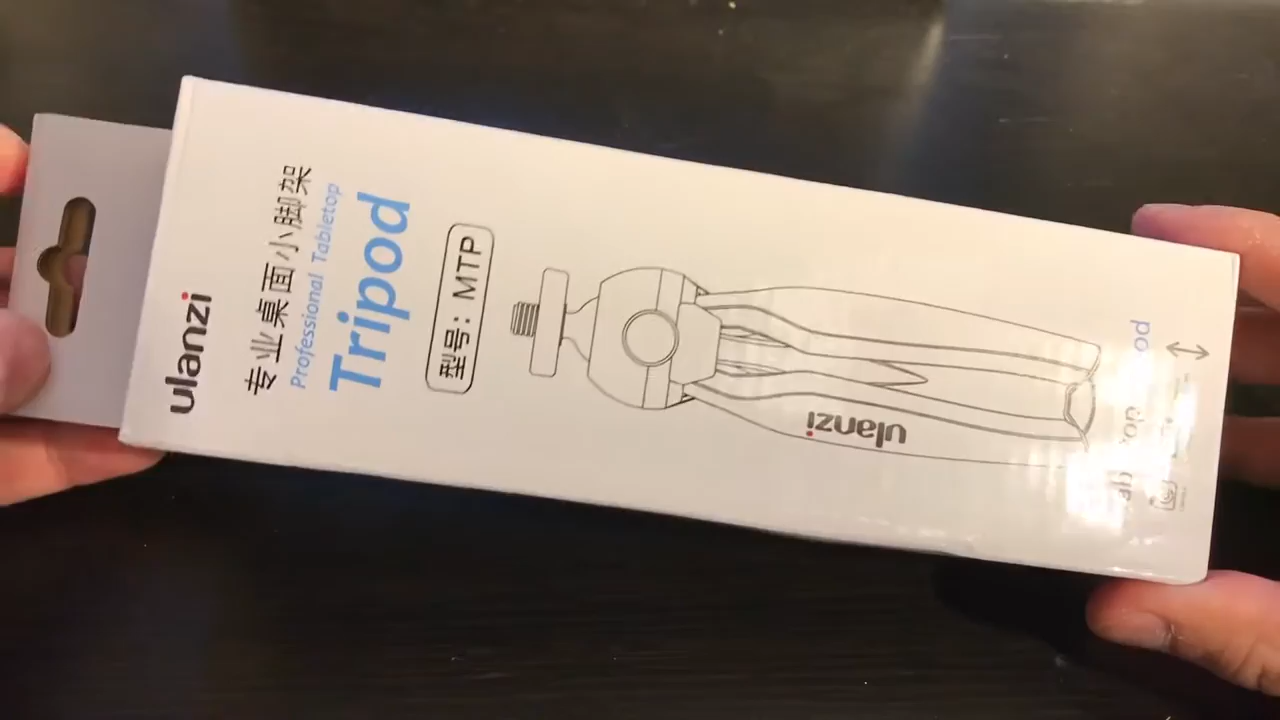 ulanzi
专业桌面小脚架
Professional Tabletop
Tripod
型号：MTP
ulanzi